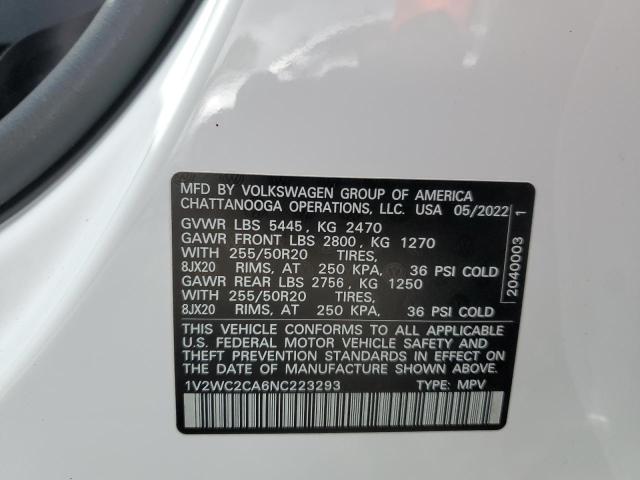 MFD BY VOLKSWAGEN GROUP OF AMERICA
CHATTANOOGA OPERATIONS, LLC. USA 05/2022
GVWR LBS 5445, KG 2470
GAWR FRONT LBS 2800, KG 1270
WITH 255/50R20 TIRES,
8JX20 RIMS, AT 250 KPA, 36 PSI COLD
GAWR REAR LBS 2756, KG 1250
WITH 255/50R20 TIRES,
8JX20 RIMS, AT 250 KPA, 36 PSI COLD
THIS VEHICLE CONFORMS TO ALL APPLICABLE
U.S. FEDERAL MOTOR VEHICLE SAFETY AND
THEFT PREVENTION STANDARDS IN EFFECT ON
THE DATE OF MANUFACTURE SHOWN ABOVE.
1V2WC2CA6NC223293 TYPE: MPV
2040003 1